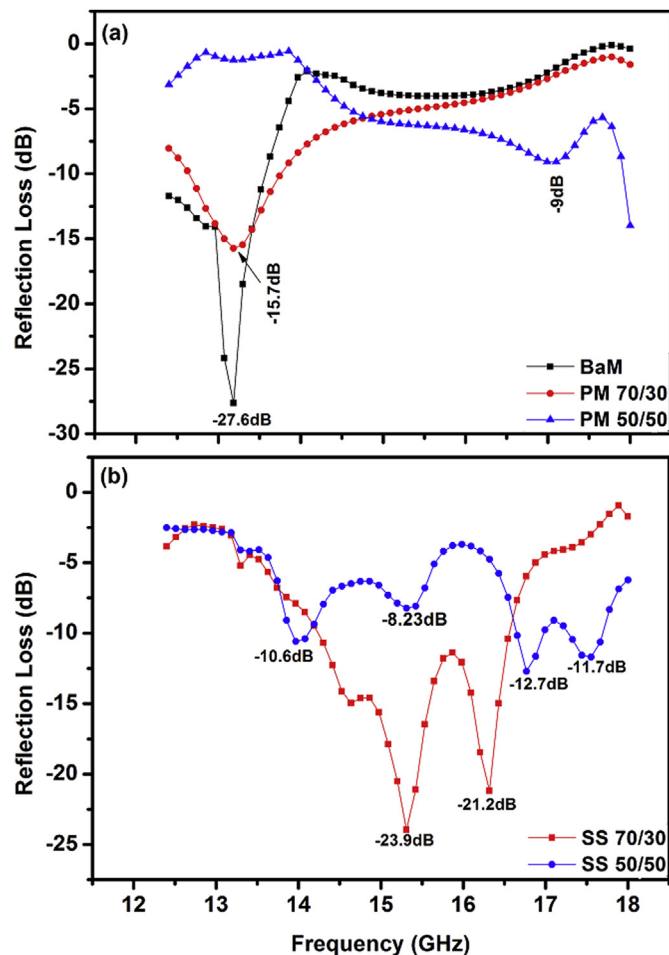 (a)
0
-5
-10
-15
-20
-25
-30
Reflection Loss (dB)
-9dB
-15.7dB
-27.6dB
BaM
PM 70/30
PM 50/50
(b)
0
-5
-10
-15
-20
-25
Reflection Loss (dB)
-10.6dB
-8.23dB
-12.7dB
-11.7dB
-21.2dB
-23.9dB
SS 70/30
SS 50/50
12 13 14 15 16 17 18
Frequency (GHz)